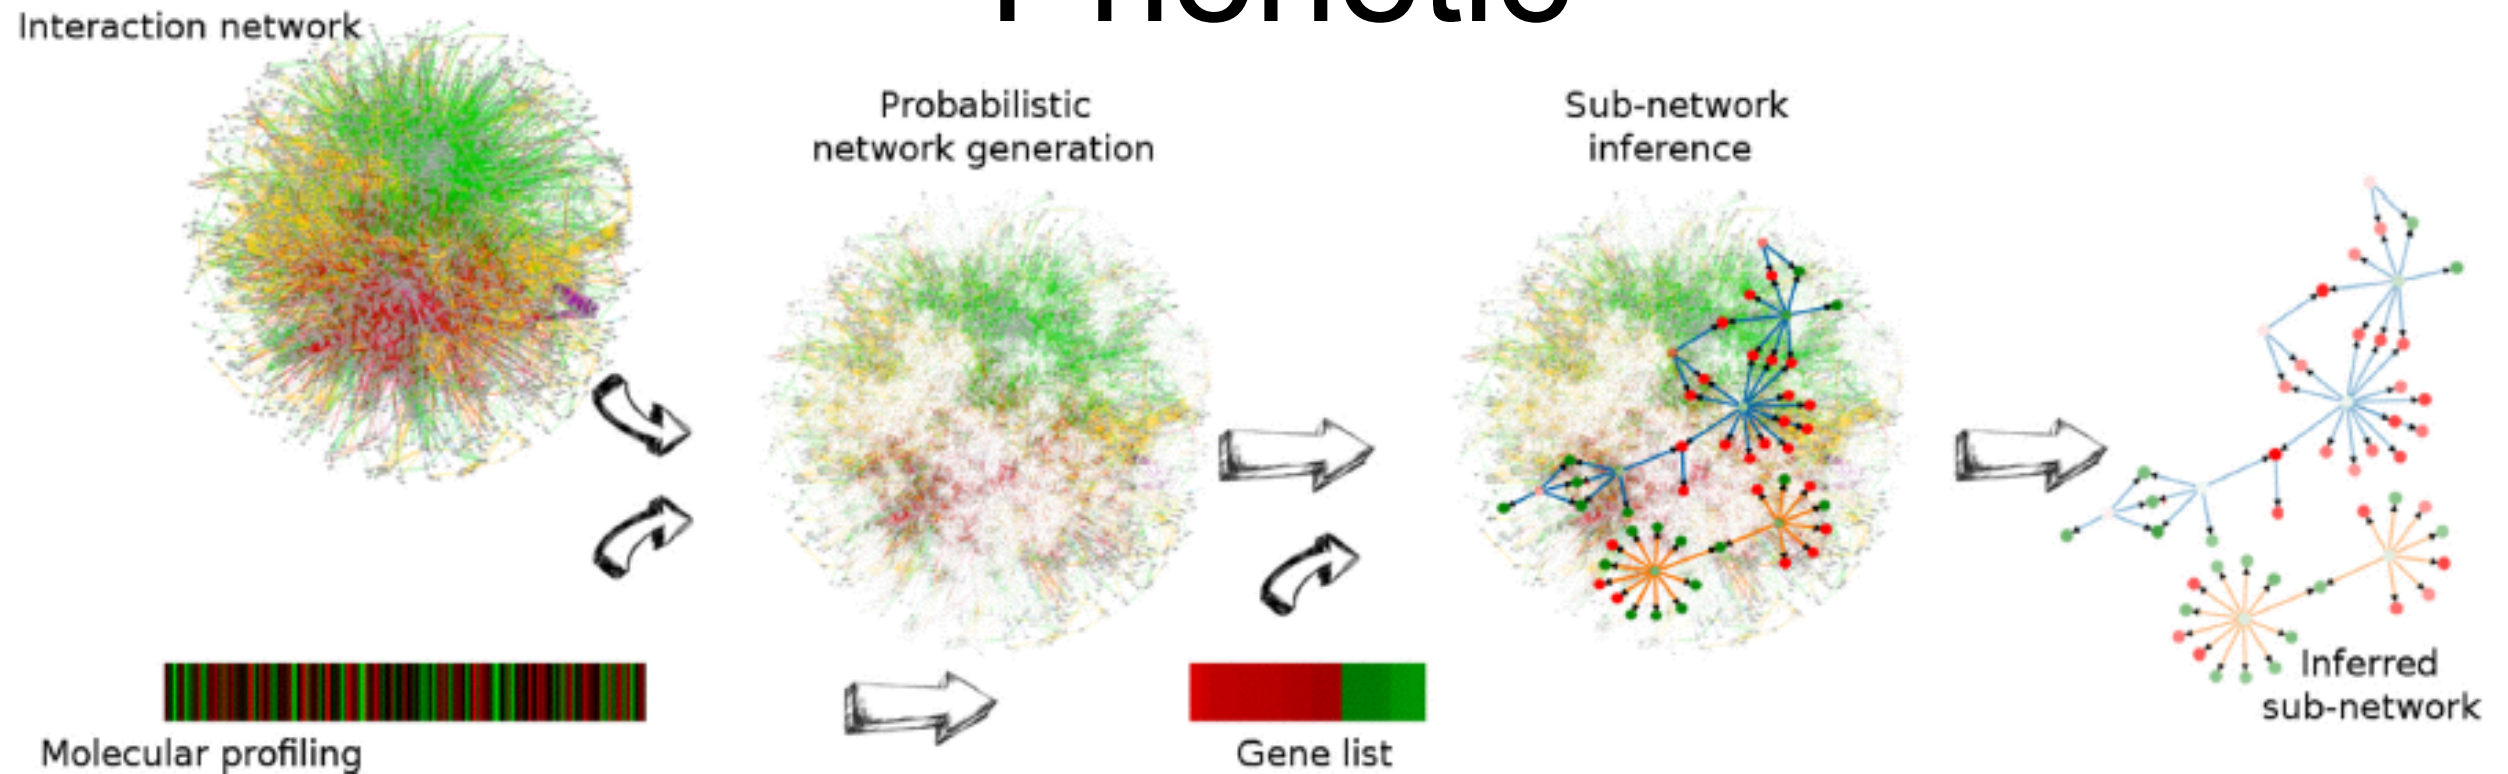 Interaction network
Probabilistic
network generation
Sub-network
inference
Inferred
sub-network
Molecular profiling
Gene list